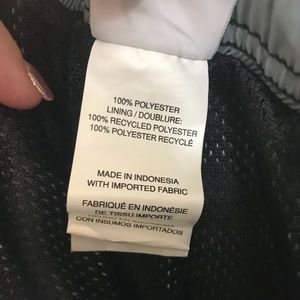 100% POLYESTER
LINING / DOUBLURE:
100% RECYCLED POLYESTER
100% POLYESTER RECYCLÉ
MADE IN INDONESIA
WITH IMPORTED FABRIC
FABRIQUÉ EN INDONÉSIE
DE TISSU IMPORTÉ
CON INSUMOS IMPORTADOS